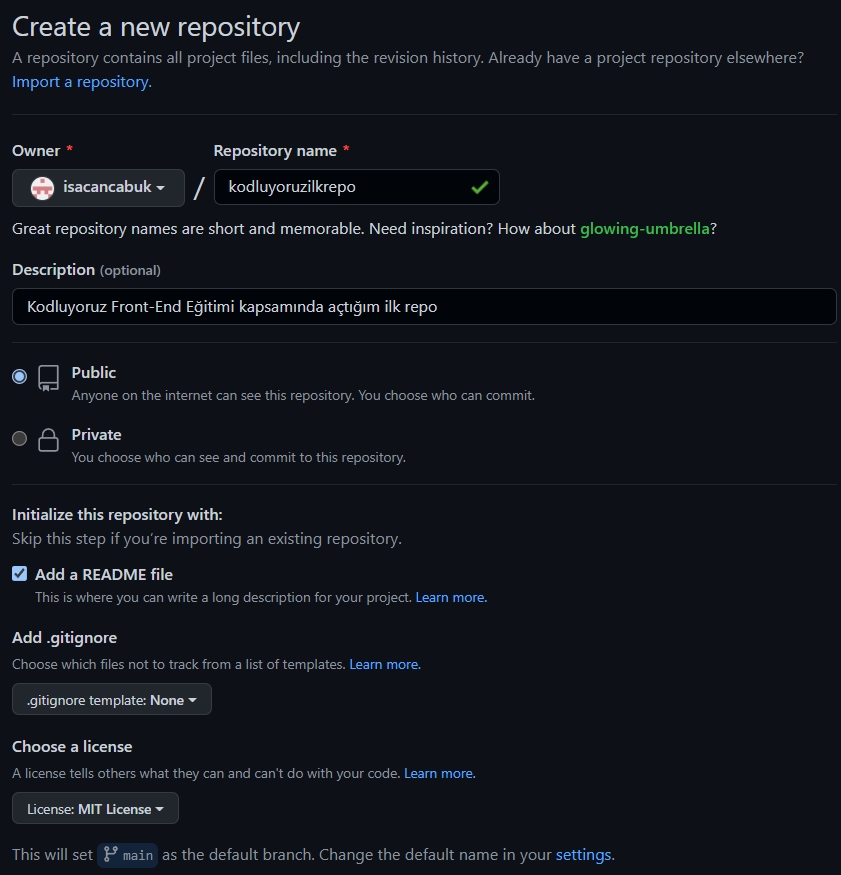 Create a new repository
A repository contains all project files, including the revision history. Already have a project repository elsewhere?
Import a repository.
Owner * Repository name *
isacancabuk / kodluyoruzilkrepo
Great repository names are short and memorable. Need inspiration? How about glowing-umbrella?
Description (optional)
Kodluyoruz Front-End Eğitimi kapsamında açtığım ilk repo
Public
Anyone on the internet can see this repository. You choose who can commit.
Private
You choose who can see and commit to this repository.
Initialize this repository with:
Skip this step if you’re importing an existing repository.
Add a README file
This is where you can write a long description for your project. Learn more.
Add .gitignore
Choose which files not to track from a list of templates. Learn more.
.gitignore template: None
Choose a license
A license tells others what they can and can't do with your code. Learn more.
License: MIT License
This will set main as the default branch. Change the default name in your settings.